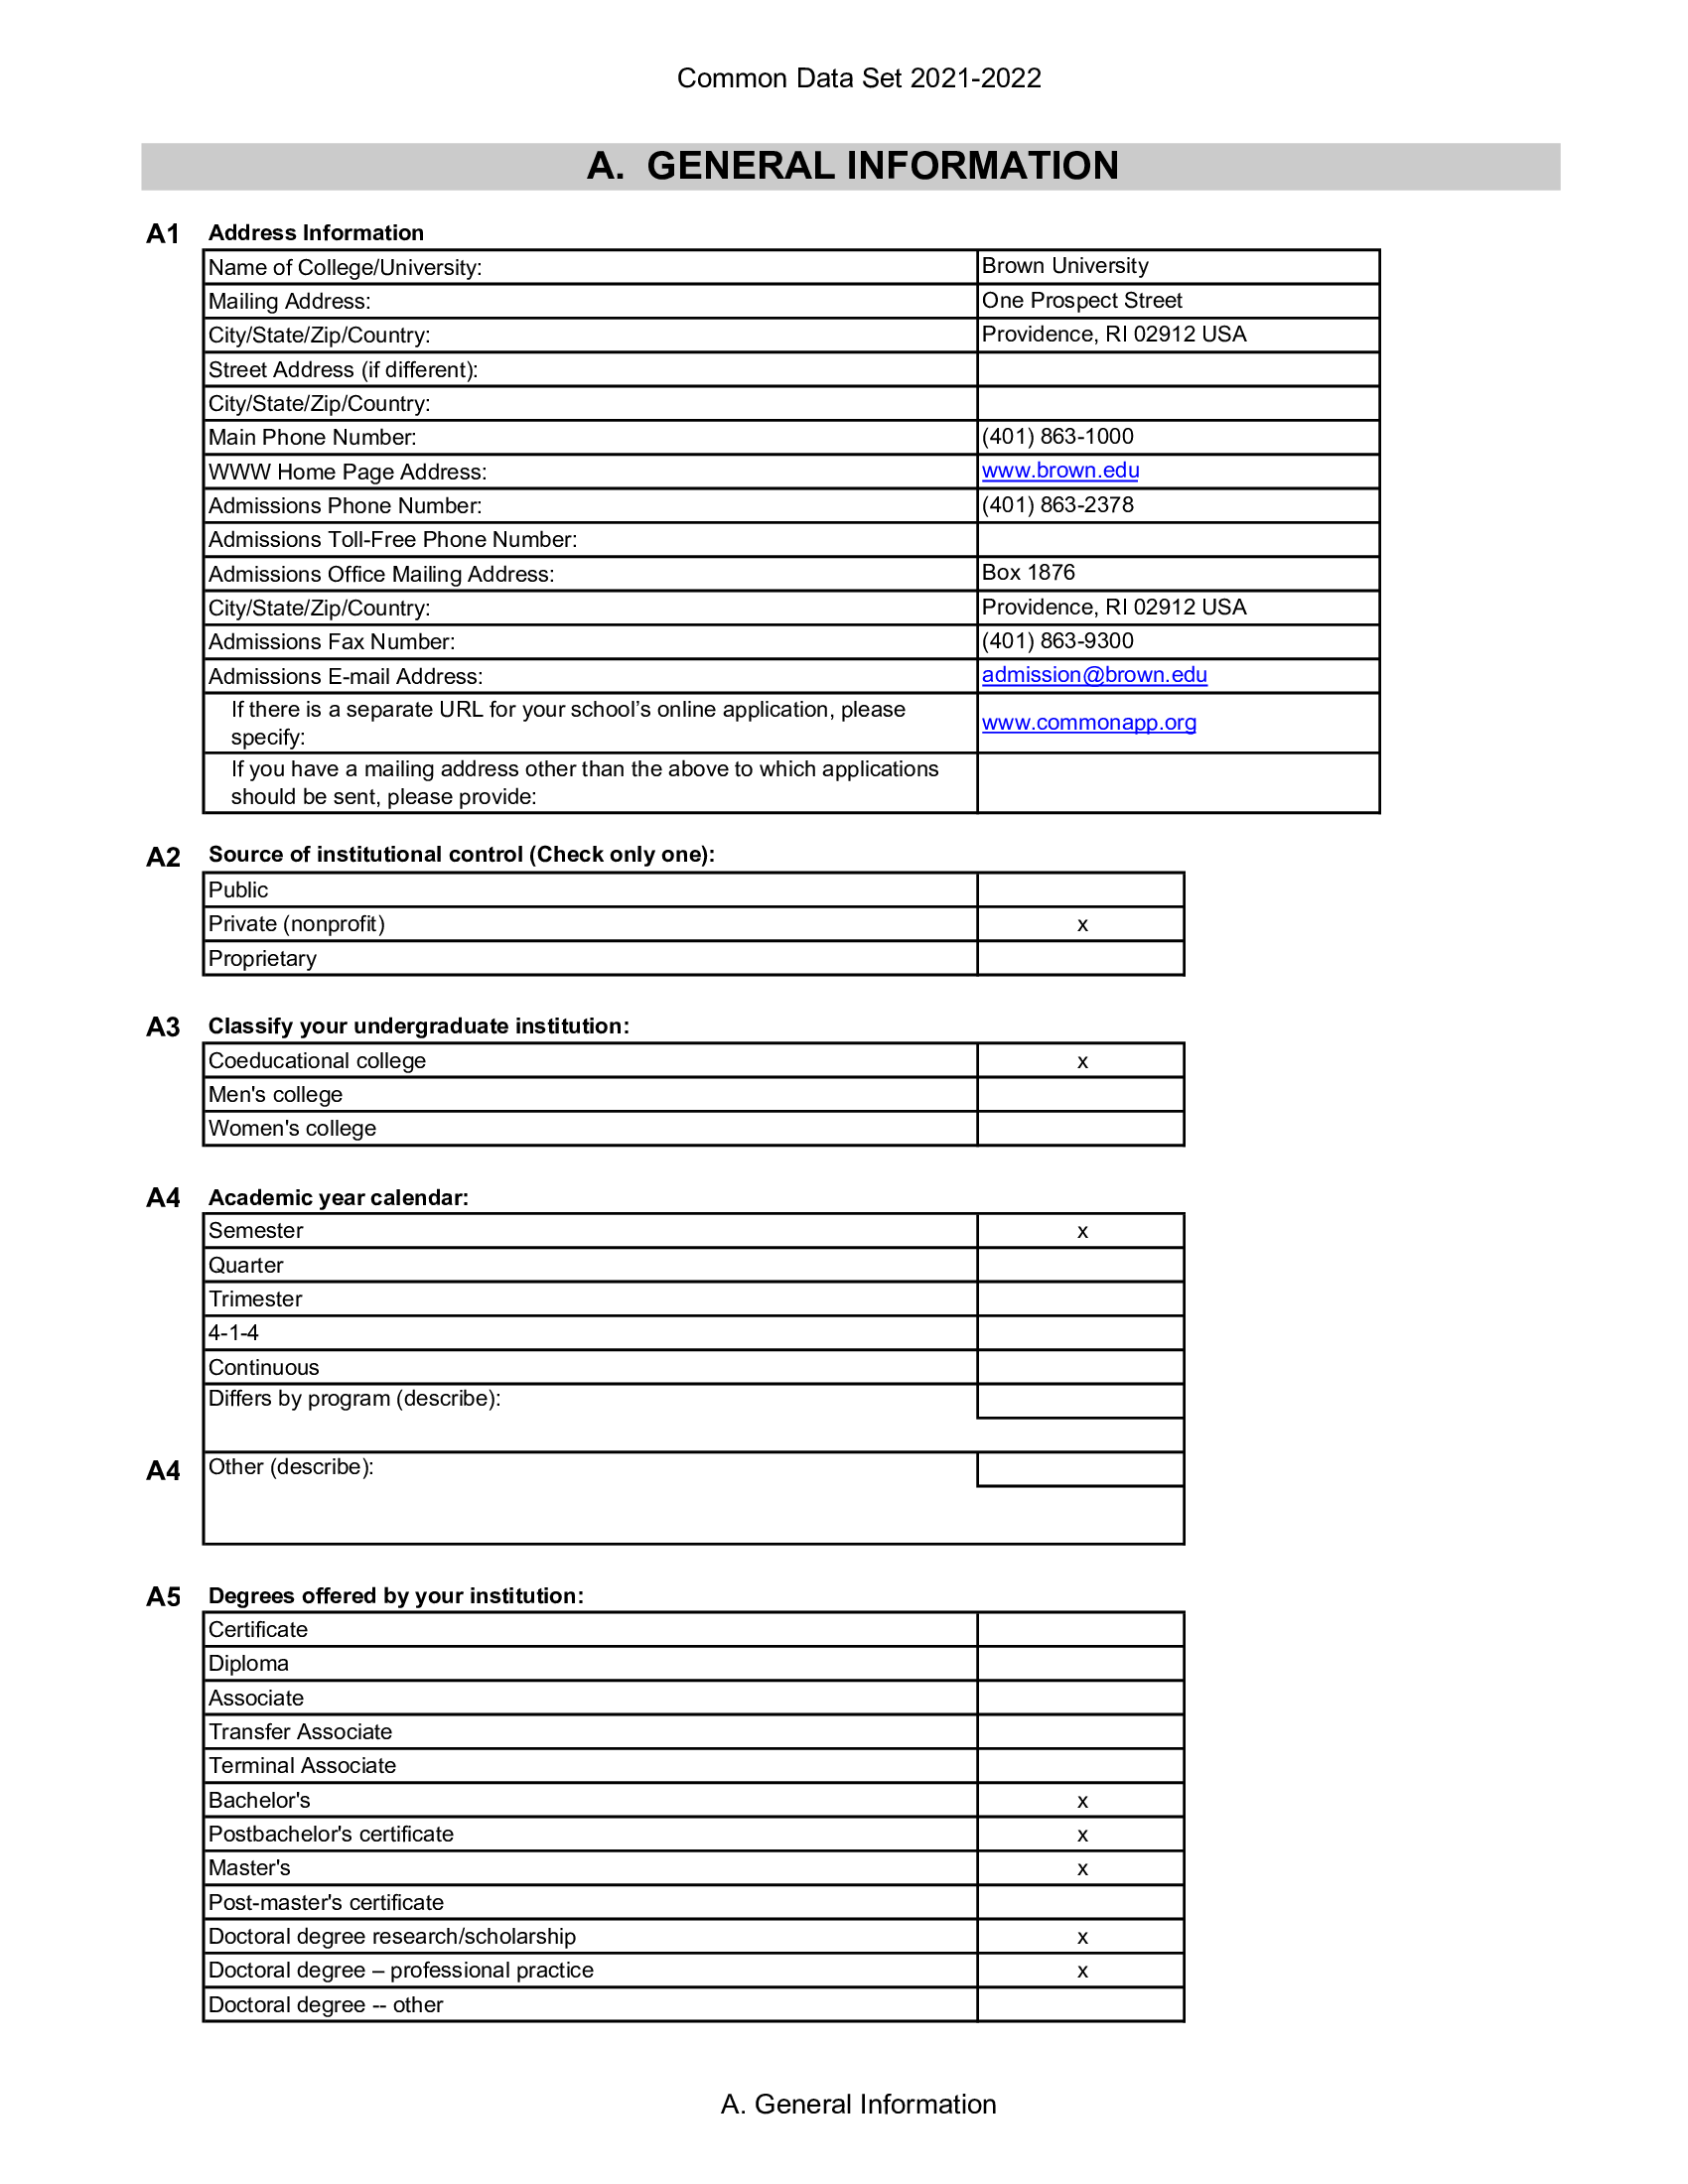 Common Data Set 2021-2022
A. GENERAL INFORMATION
A1 Address Information
Name of College/University: Brown University
Mailing Address: One Prospect Street
City/State/Zip/Country: Providence, RI 02912 USA
Street Address (if different):
City/State/Zip/Country:
Main Phone Number: (401) 863-1000
WWW Home Page Address: www.brown.edu
Admissions Phone Number: (401) 863-2378
Admissions Toll-Free Phone Number:
Admissions Office Mailing Address: Box 1876
City/State/Zip/Country: Providence, RI 02912 USA
Admissions Fax Number: (401) 863-9300
Admissions E-mail Address: admission@brown.edu
If there is a separate URL for your school’s online application, please
specify: www.commonapp.org
If you have a mailing address other than the above to which applications
should be sent, please provide:
A2 Source of institutional control (Check only one):
Public
Private (nonprofit) x
Proprietary
A3 Classify your undergraduate institution:
Coeducational college x
Men's college
Women's college
A4 Academic year calendar:
Semester x
Quarter
Trimester
4-1-4
Continuous
Differs by program (describe):
A4 Other (describe):
A5 Degrees offered by your institution:
Certificate
Diploma
Associate
Transfer Associate
Terminal Associate
Bachelor's x
Postbachelor's certificate x
Master's x
Post-master's certificate
Doctoral degree research/scholarship x
Doctoral degree – professional practice x
Doctoral degree -- other
A. General Information